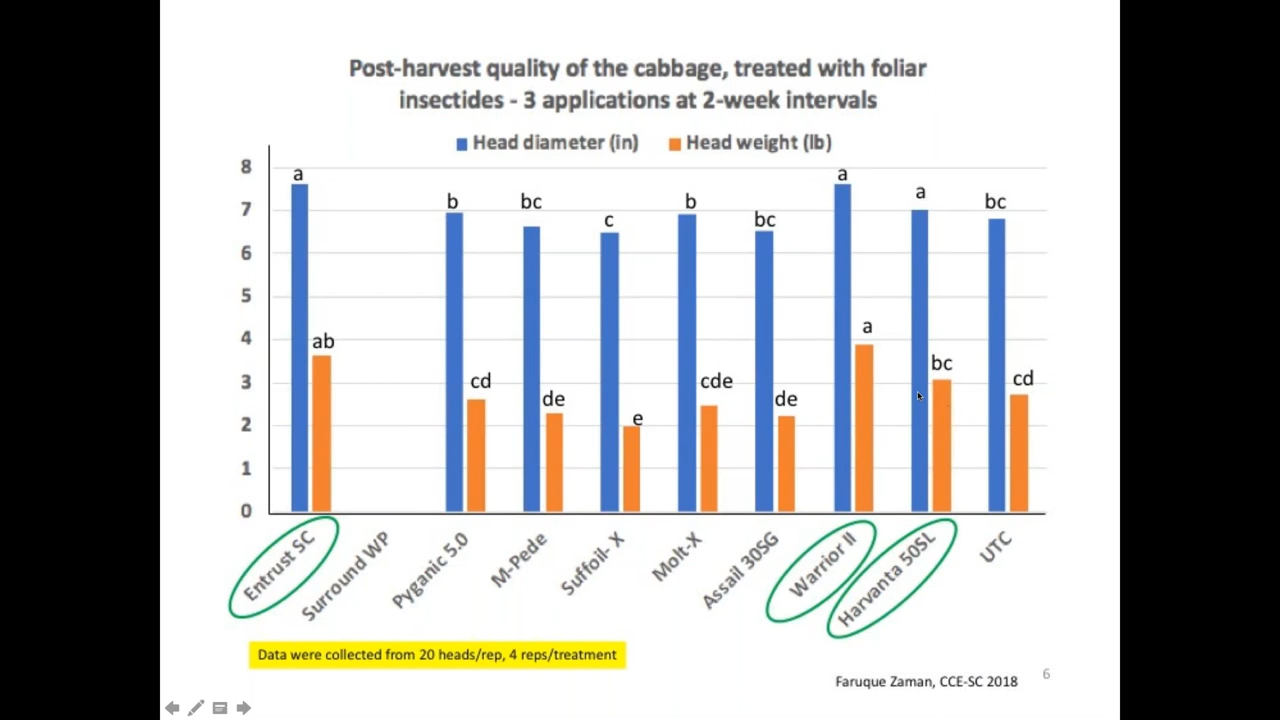 Post-harvest quality of the cabbage, treated with foliar
insectides - 3 applications at 2-week intervals
Head diameter (in) Head weight (lb)
8
7
6
5
4
3
2
1
0
a
ab
b
cd
bc
de
c
e
b
cde
bc
de
a
a
a
bc
bc
cd
Entrust SC
Surround WP
Pyganic 5.0
M-Pede
Suffoil- X
Molt-X
Assail 30SG
Warrior II
Harvanta 50SL
UTC
Data were collected from 20 heads/rep, 4 reps/treatment
Faruque Zaman, CCE-SC 2018
6